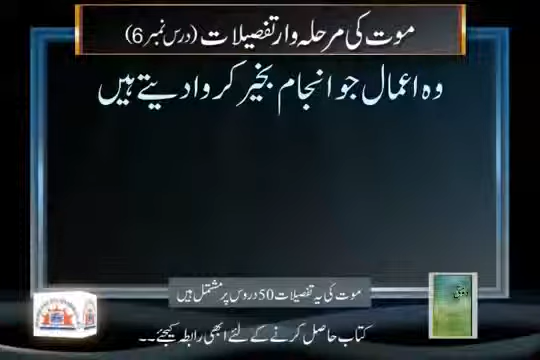 موت کی مرحلہ وار تفصیلات (درس نمبر 6)
وہ اعمال جو انجام بخیر کروا دیتے ہیں
موت کی یہ تفصیلات 50 دروس پر مشتمل ہیں
کتاب حاصل کرنے کے لئے ابھی رابطہ کیجئے۔۔